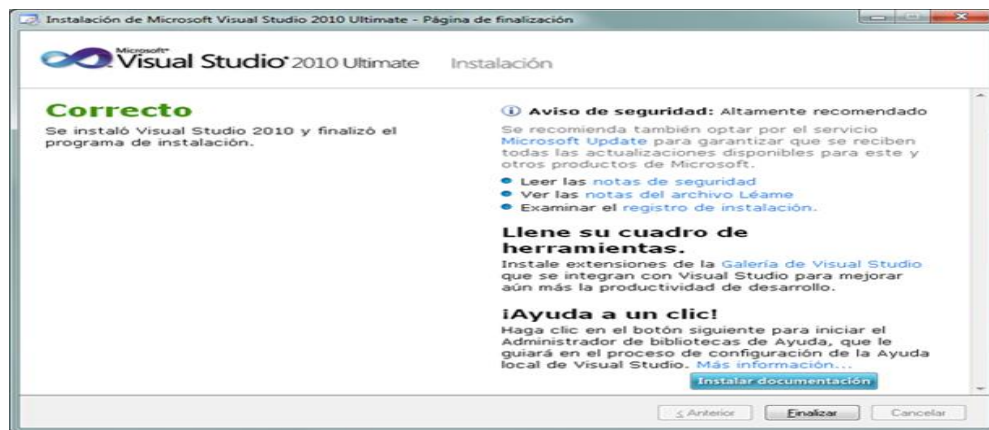 Instalación de Microsoft Visual Studio 2010 Ultimate - Página de finalización
Microsoft®
Visual Studio® 2010 Ultimate Instalación
Correcto
Se instaló Visual Studio 2010 y finalizó el
programa de instalación.
Aviso de seguridad: Altamente recomendado
Se recomienda también optar por el servicio
Microsoft Update para garantizar que se reciben
todas las actualizaciones disponibles para este y
otros productos de Microsoft.
Leer las notas de seguridad
Ver las notas del archivo Léame
Examinar el registro de instalación.
Llene su cuadro de
herramientas.
Instale extensiones de la Galería de Visual Studio
que se integran con Visual Studio para mejorar
aún más la productividad de desarrollo.
¡Ayuda a un clic!
Haga clic en el botón siguiente para iniciar el
Administrador de bibliotecas de Ayuda, que le
guiará en el proceso de configuración de la Ayuda
local de Visual Studio. Más información...
Instalar documentación
< Anterior Finalizar Cancelar